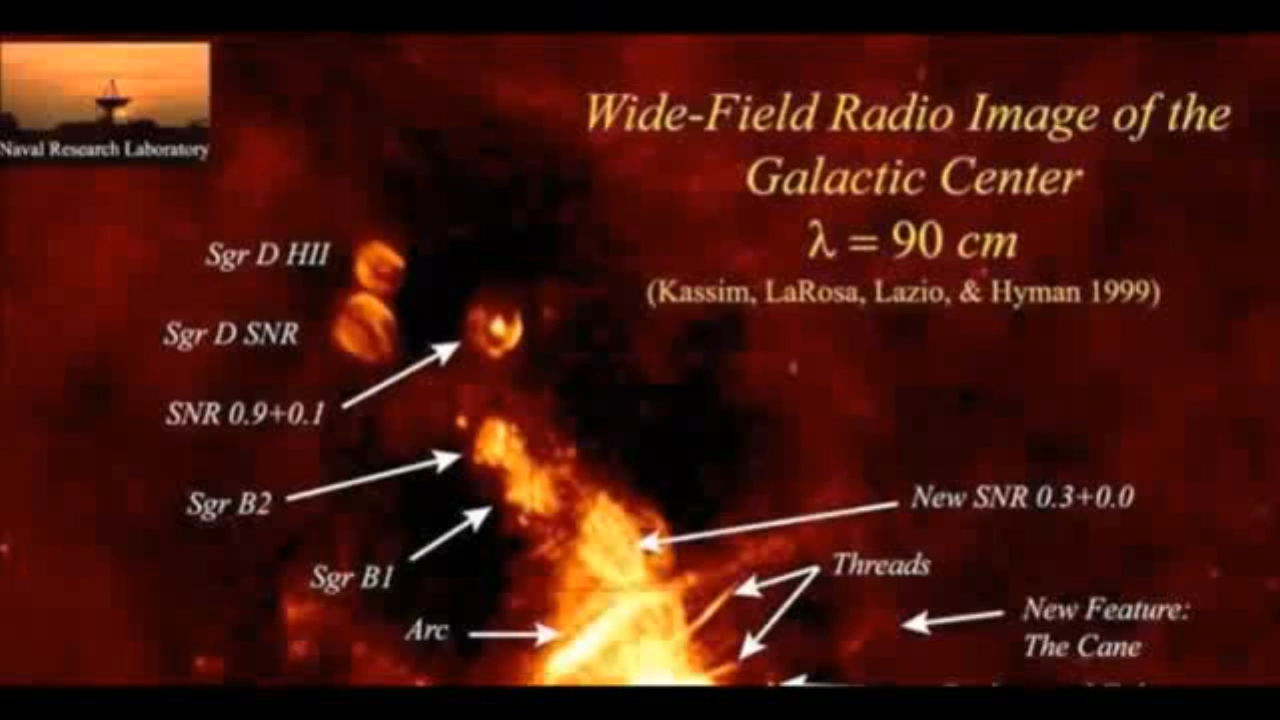 Naval Research Laboratory
Wide-Field Radio Image of the
Galactic Center
λ = 90 cm
(Kassim, LaRosa, Lazio, & Hyman 1999)
Sgr D HII
Sgr D SNR
SNR 0.9+0.1
Sgr B2
New SNR 0.3+0.0
Sgr B1
Threads
New Feature:
The Cane
Arc